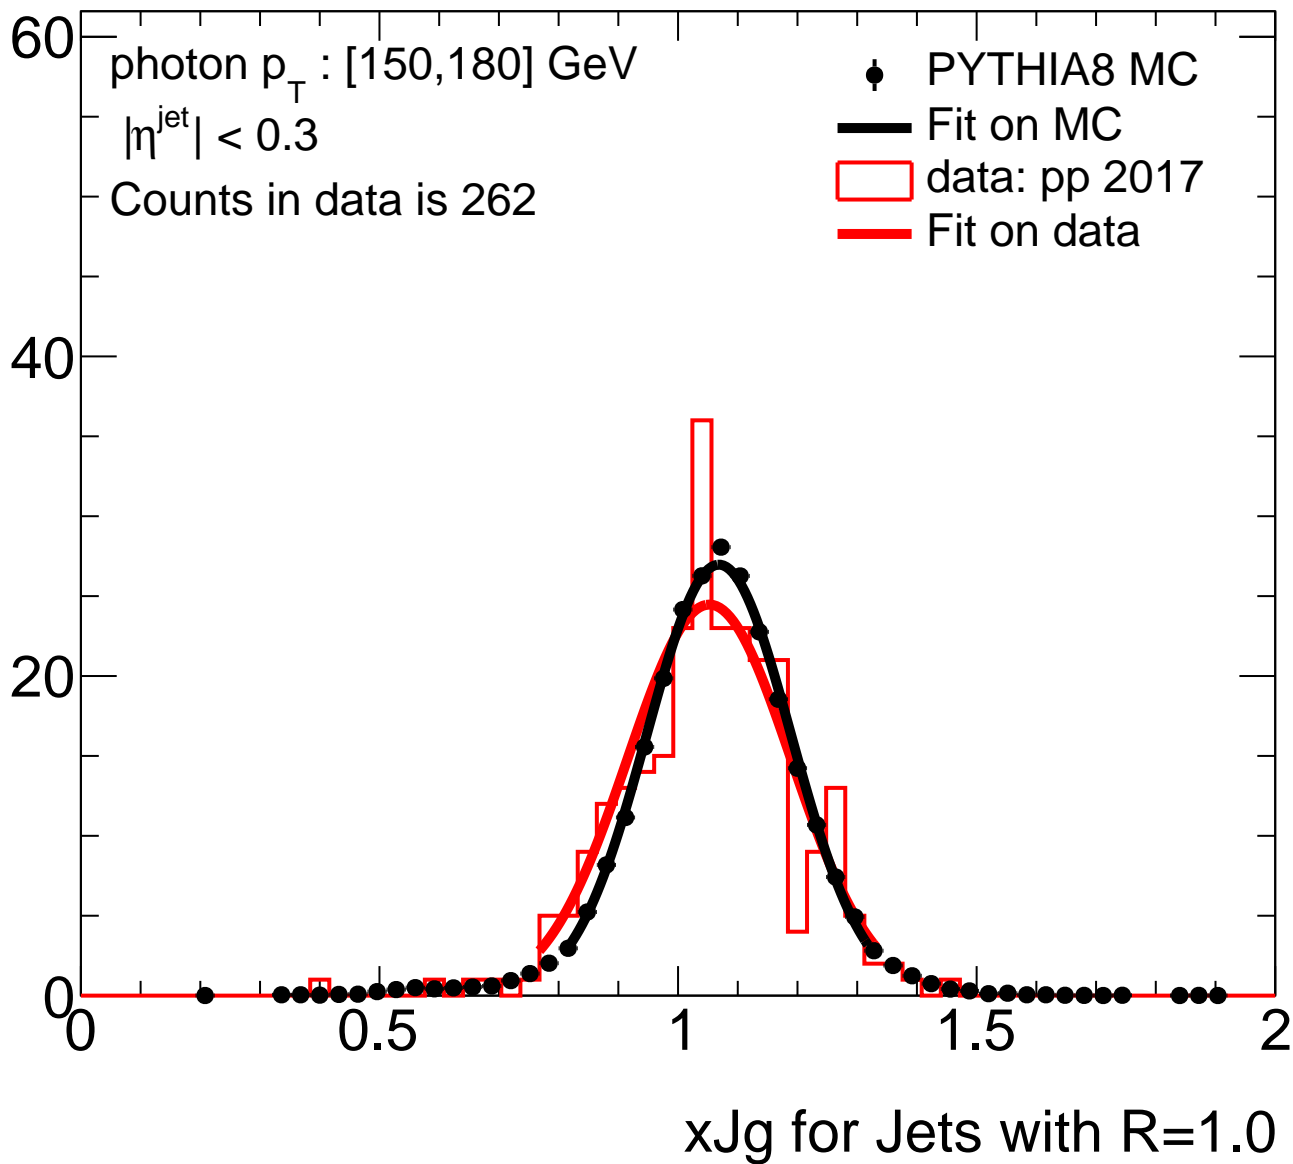 60
photon p_T : [150,180] GeV
|η^jet| < 0.3
Counts in data is 262
PYTHIA8 MC
Fit on MC
data: pp 2017
Fit on data
40
20
0
0 0.5 1 1.5 2
xJg for Jets with R=1.0